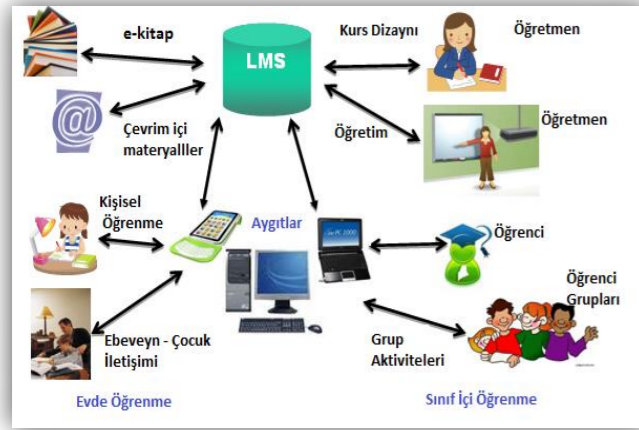 e-kitap
LMS
Kurs Dizaynı
Öğretmen
Çevrim içi
materyalller
Öğretim
Öğretmen
Kişisel
Öğrenme
Aygıtlar
Öğrenci
Öğrenci
Grupları
Ebeveyn - Çocuk
İletişimi
Grup
Aktiviteleri
Evde Öğrenme
Sınıf İçi Öğrenme